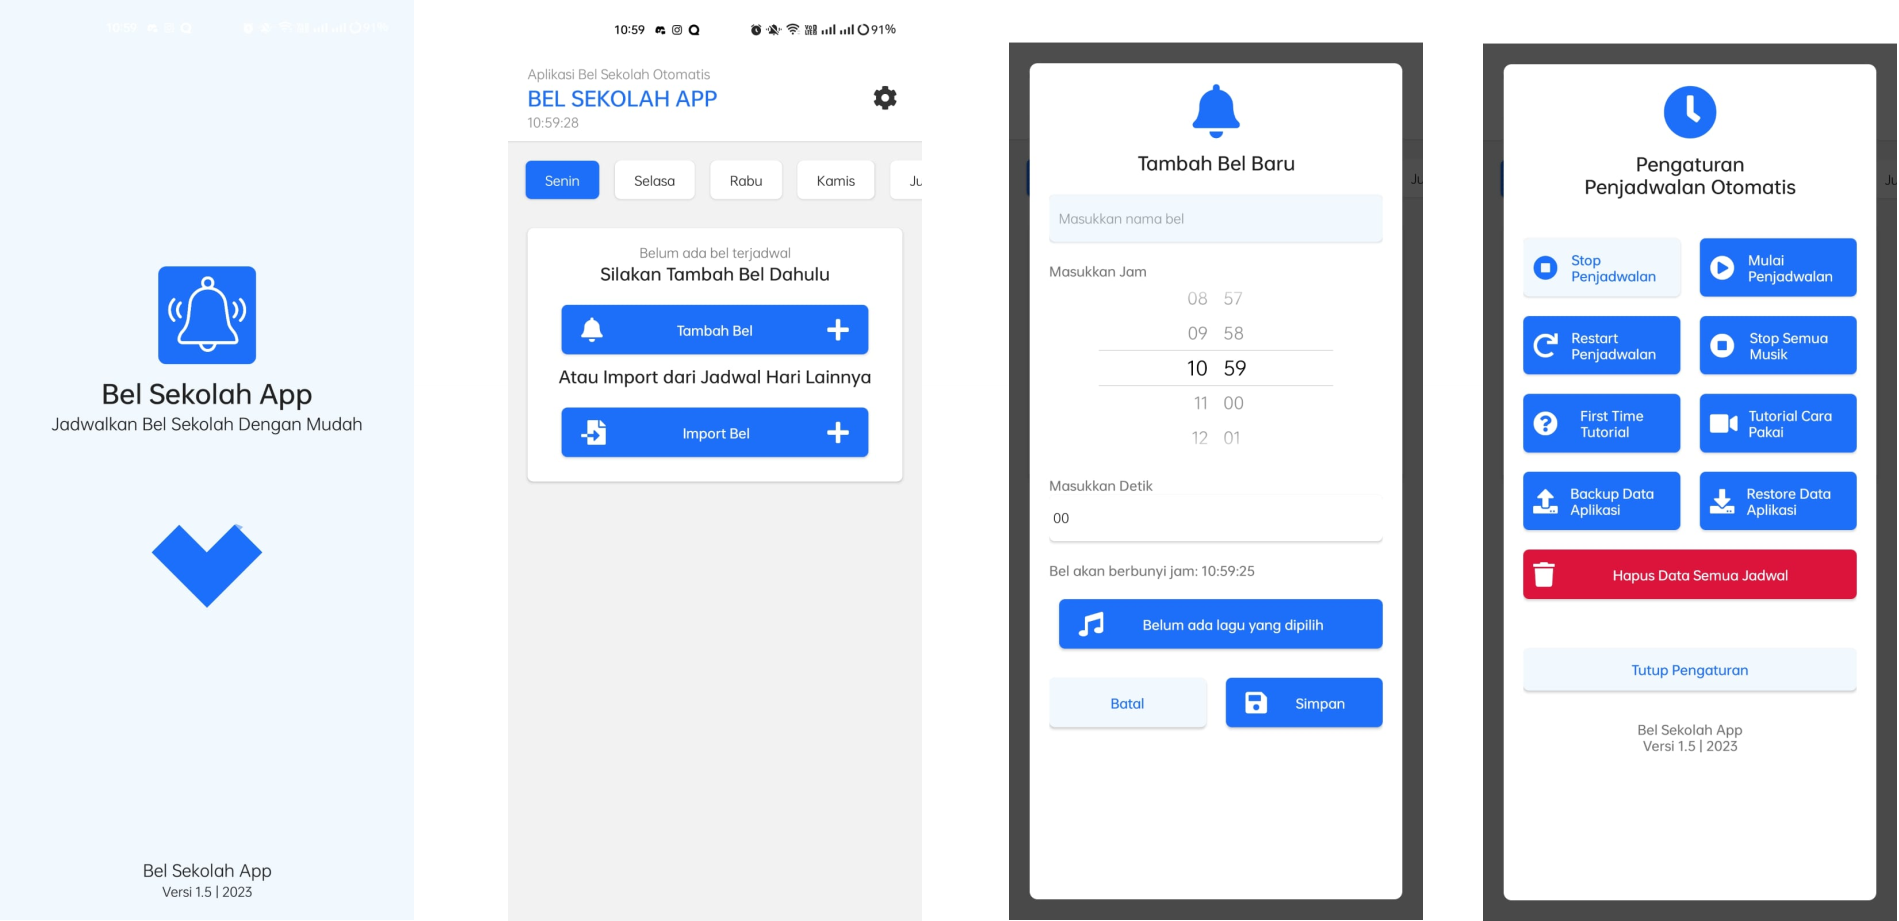 Bel Sekolah App
Jadwalkan Bel Sekolah Dengan Mudah
Bel Sekolah App
Versi 1.5 | 2023
10:59
91%
Aplikasi Bel Sekolah Otomatis
BEL SEKOLAH APP
10:59:28
Senin Selasa Rabu Kamis Ju
Belum ada bel terjadwal
Silakan Tambah Bel Dahulu
Tambah Bel
Atau Import dari Jadwal Hari Lainnya
Import Bel
Tambah Bel Baru
Masukkan nama bel
Masukkan Jam
08 57
09 58
10 59
11 00
12 01
Masukkan Detik
00
Bel akan berbunyi jam: 10:59:25
Belum ada lagu yang dipilih
Batal
Simpan
Ju
Pengaturan
Penjadwalan Otomatis
Stop
Penjadwalan
Mulai
Penjadwalan
Restart
Penjadwalan
Stop Semua
Musik
First Time
Tutorial
Tutorial Cara
Pakai
Backup Data
Aplikasi
Restore Data
Aplikasi
Hapus Data Semua Jadwal
Tutup Pengaturan
Bel Sekolah App
Versi 1.5 | 2023
Ju